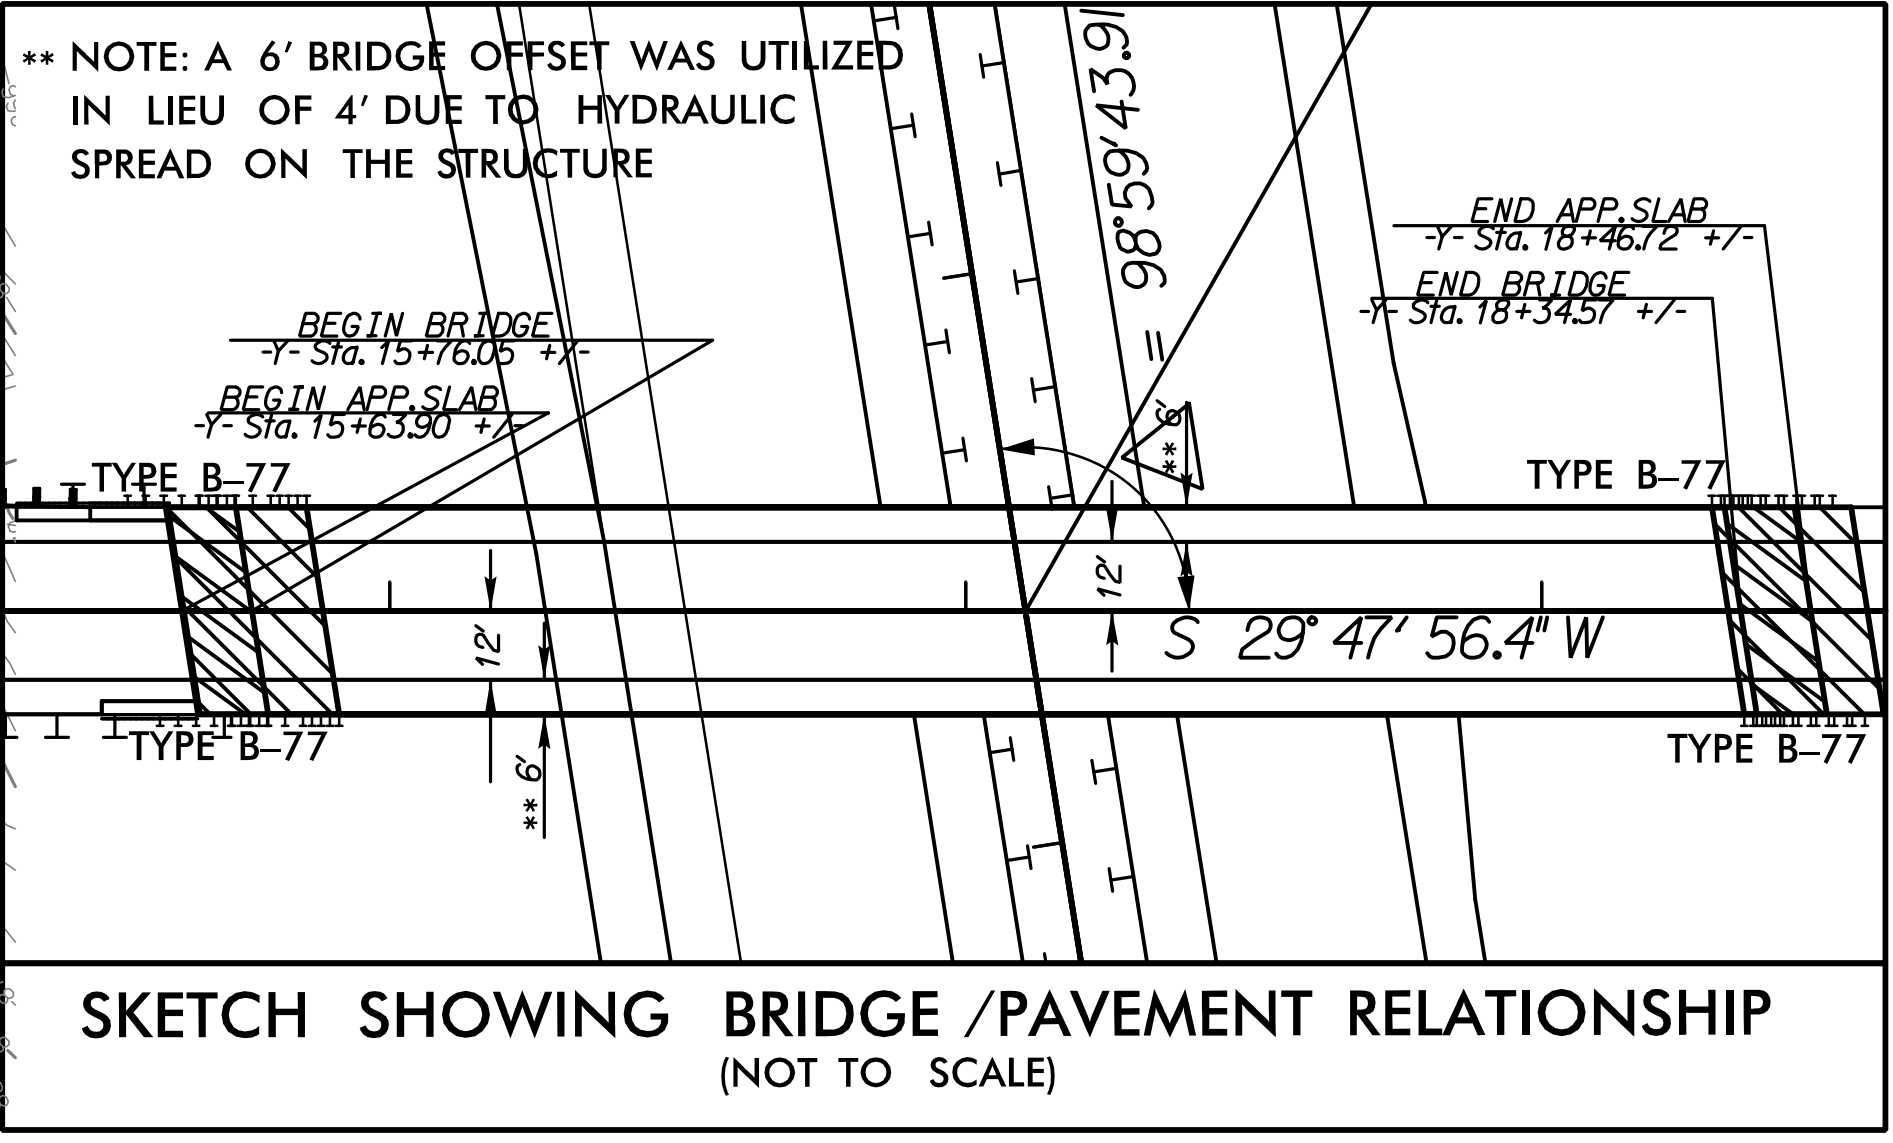 ** NOTE: A 6' BRIDGE OFFSET WAS UTILIZED
IN LIEU OF 4' DUE TO HYDRAULIC
SPREAD ON THE STRUCTURE
98°59'43.9"
=
END APP. SLAB
-Y- Sta. 18+46.72 +/-
END BRIDGE
-Y- Sta. 18+34.57 +/-
BEGIN BRIDGE
-Y- Sta. 15+76.05 +/-
BEGIN APP. SLAB
-Y- Sta. 15+63.90 +/-
TYPE B-77
** 6'
TYPE B-77
12'
12'
S 29° 47' 56.4" W
TYPE B-77
** 6'
TYPE B-77
SKETCH SHOWING BRIDGE / PAVEMENT RELATIONSHIP
(NOT TO SCALE)